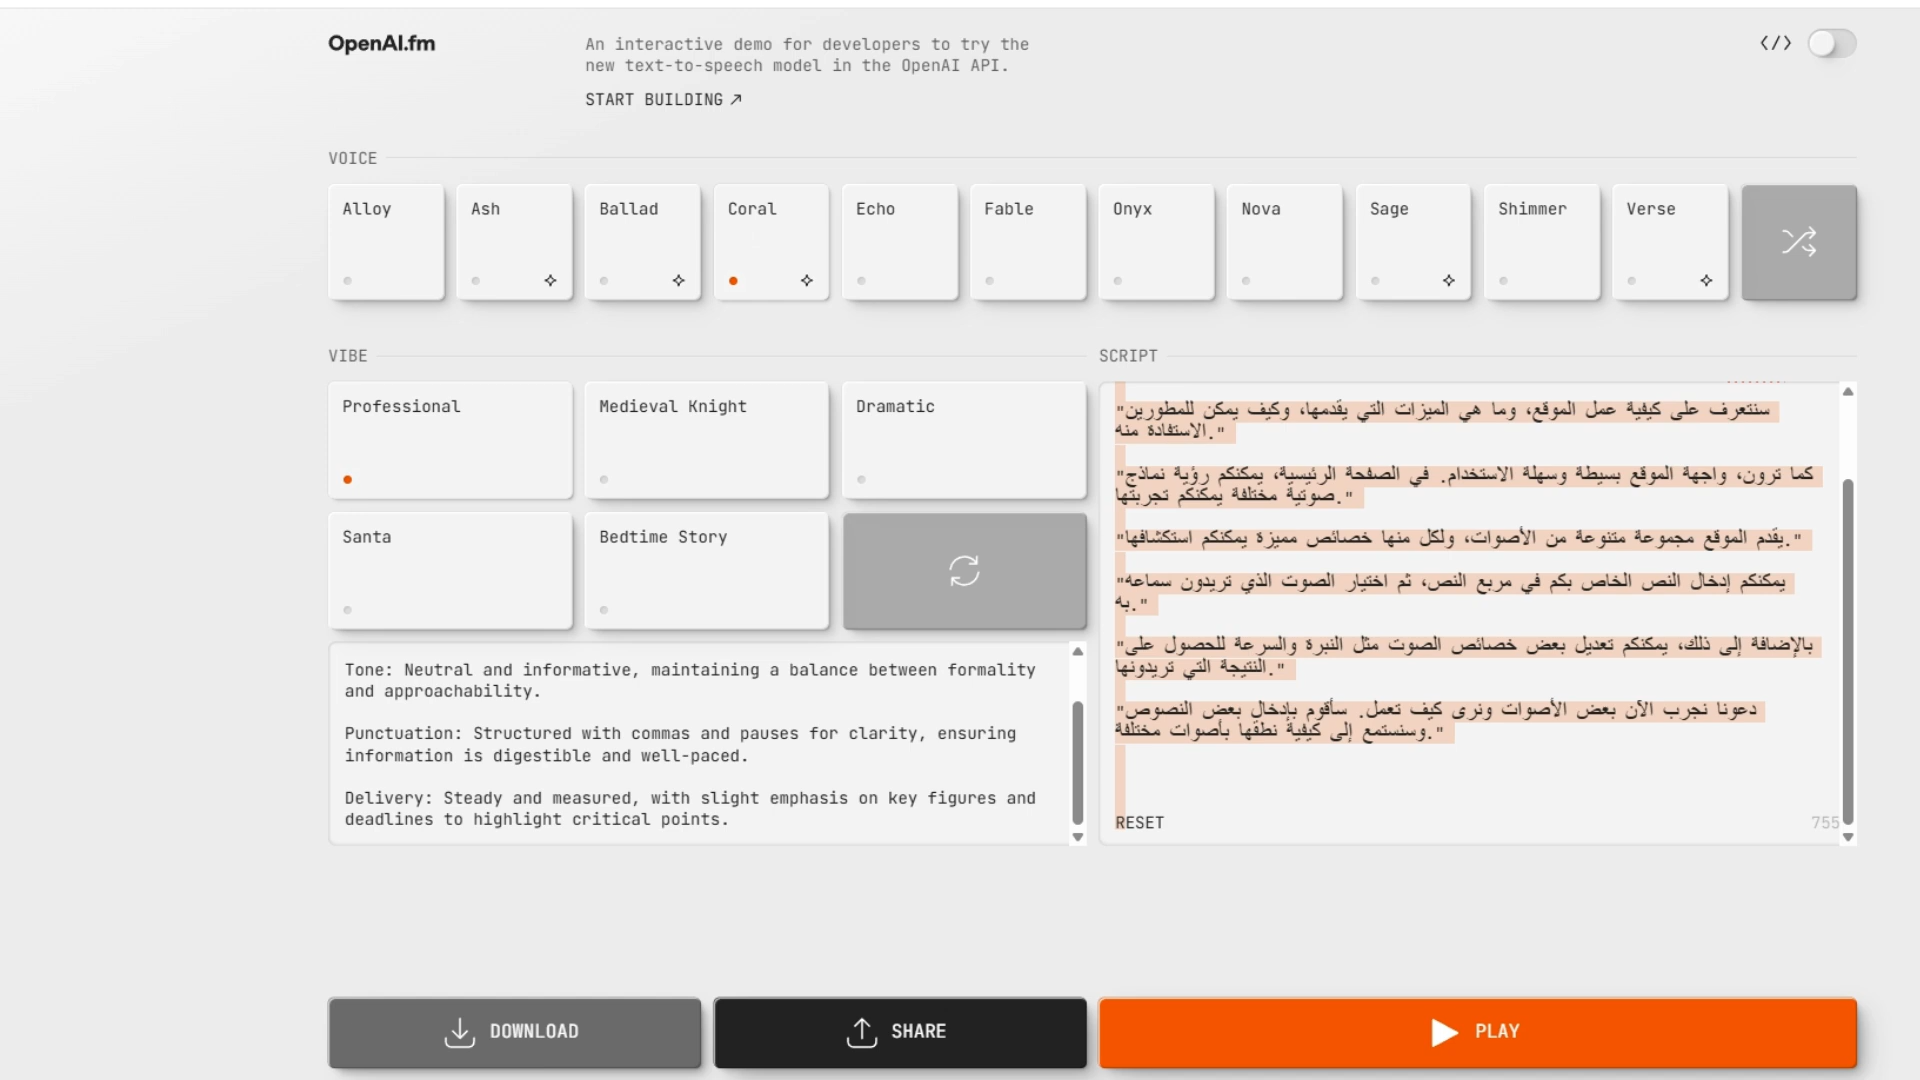 OpenAI.fm
An interactive demo for developers to try the
new text-to-speech model in the OpenAI API.
START BUILDING ↗
</>
VOICE
Alloy
Ash
Ballad
Coral
Echo
Fable
Onyx
Nova
Sage
Shimmer
Verse
VIBE
Professional
Medieval Knight
Dramatic
Santa
Bedtime Story
Tone: Neutral and informative, maintaining a balance between formality
and approachability.
Punctuation: Structured with commas and pauses for clarity, ensuring
information is digestible and well-paced.
Delivery: Steady and measured, with slight emphasis on key figures and
deadlines to highlight critical points.
SCRIPT
"سنتعرف على كيفية عمل الموقع، وما هي الميزات التي يقدمها، وكيف يمكن للمطورين
الاستفادة منه."
"كما ترون، واجهة الموقع بسيطة وسهلة الاستخدام. في الصفحة الرئيسية، يمكنكم رؤية نماذج
صوتية مختلفة يمكنكم تجربتها."
"يقدم الموقع مجموعة متنوعة من الأصوات، ولكل منها خصائص مميزة يمكنكم استكشافها."
"يمكنكم إدخال النص الخاص بكم في مربع النص، ثم اختيار الصوت الذي تريدون سماعه
به."
"بالإضافة إلى ذلك، يمكنكم تعديل بعض خصائص الصوت مثل النبرة والسرعة للحصول على
النتيجة التي تريدونها."
"دعونا نجرب الآن بعض الأصوات ونرى كيف تعمل. سأقوم بإدخال بعض النصوص
وسنستمع إلى كيفية نطقها بأصوات مختلفة."
RESET
755
DOWNLOAD
SHARE
PLAY